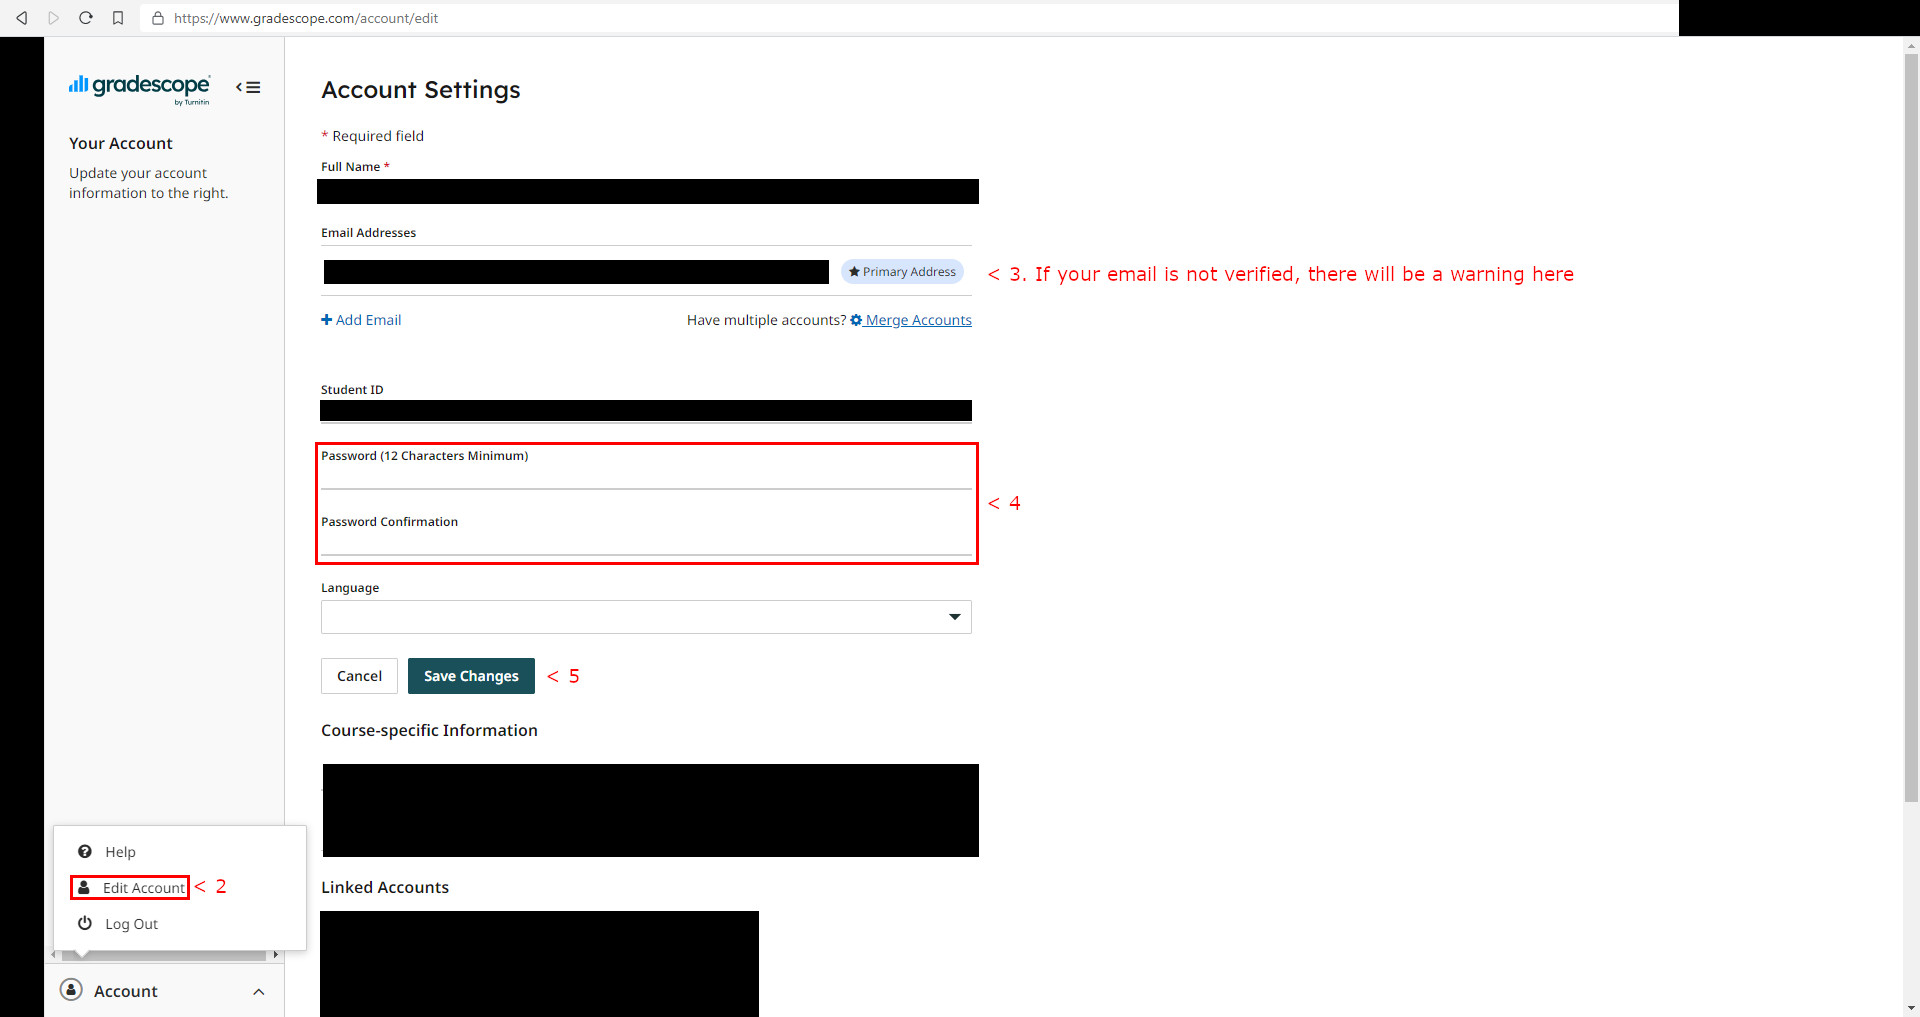 https://www.gradescope.com/account/edit
gradescope
by Turnitin
Your Account
Update your account
information to the right.
Account Settings
* Required field
Full Name *
Email Addresses
Primary Address
< 3. If your email is not verified, there will be a warning here
Add Email
Have multiple accounts? Merge Accounts
Student ID
Password (12 Characters Minimum)
Password Confirmation
< 4
Language
Cancel
Save Changes
< 5
Course-specific Information
Linked Accounts
Help
Edit Account
< 2
Log Out
Account